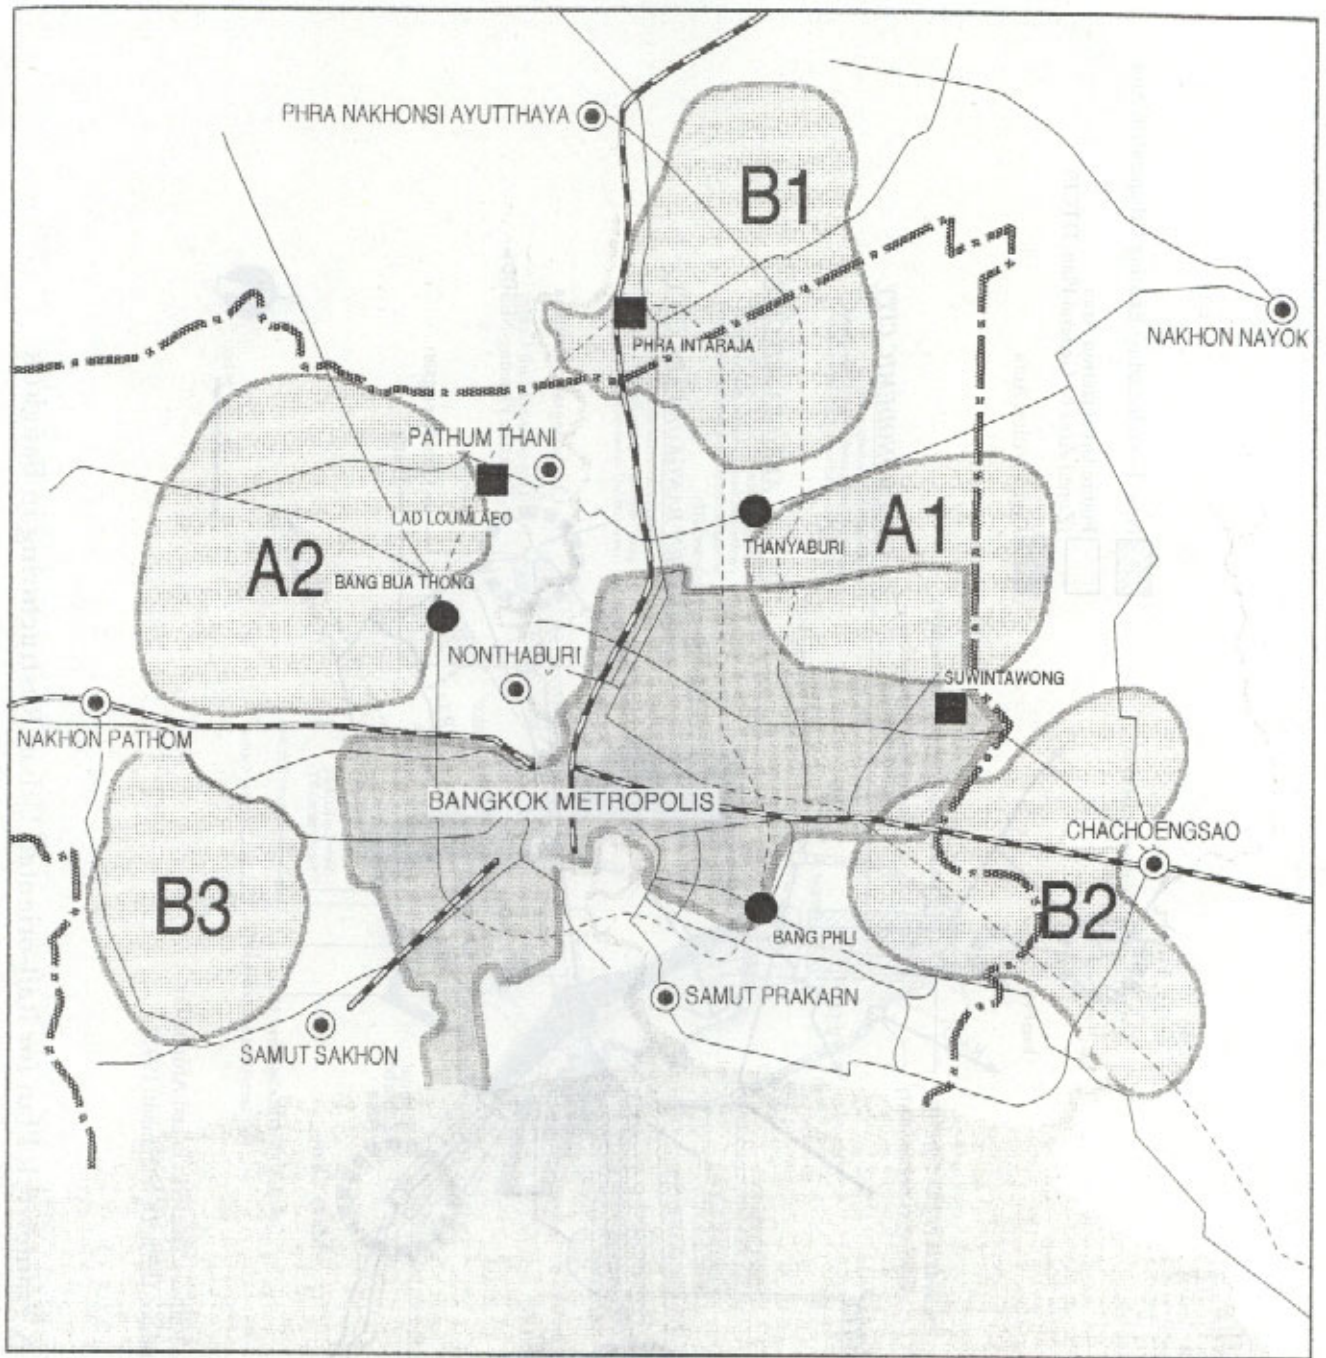 PHRA NAKHONSI AYUTTHAYA
B1
NAKHON NAYOK
PHRA INTARAJA
PATHUM THANI
LAD LOUMLAEO
THANYABURI
A1
A2
BANG BUA THONG
NONTHABURI
SUWINTAWONG
NAKHON PATHOM
BANGKOK METROPOLIS
CHACHOENGSAO
B3
B2
BANG PHLI
SAMUT PRAKARN
SAMUT SAKHON